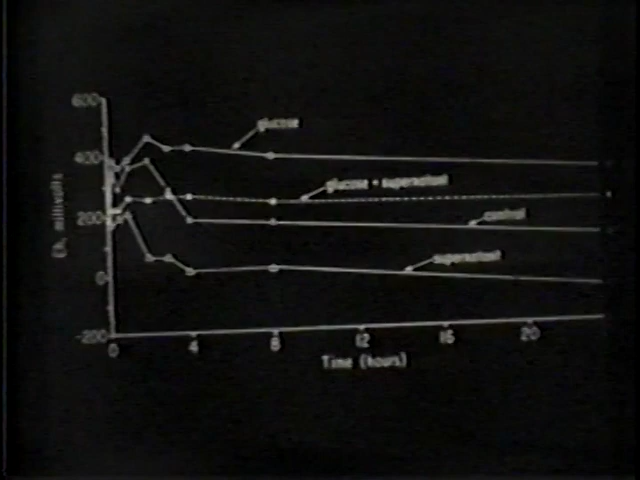 600
glucose
400
glucose + supernatant
Eh, millivolts
200
control
supernatant
0
-200
0 4 8 12 16 20
Time (hours)